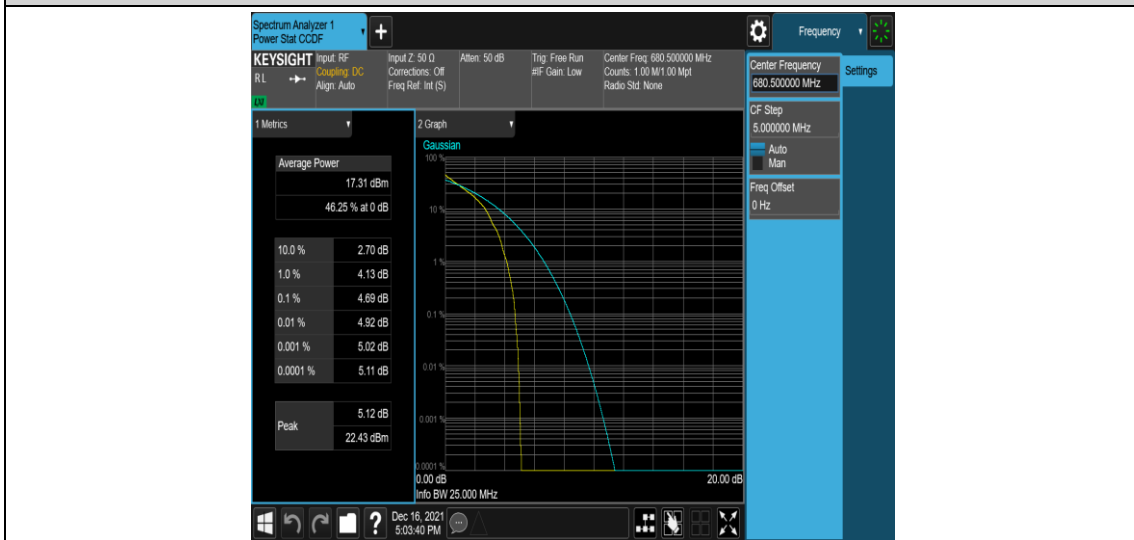 Spectrum Analyzer 1
Power Stat CCDF
Frequency
KEYSIGHT
RL
Input: RF
Coupling: DC
Align: Auto
Input Z: 50 Ω
Corrections: Off
Freq Ref: Int (S)
Atten: 50 dB
Trig: Free Run
#IF Gain: Low
Center Freq: 680.500000 MHz
Counts: 1.00 M/1.00 Mpt
Radio Std: None
Center Frequency
680.500000 MHz
Settings
CF Step
5.000000 MHz
Auto
Man
Freq Offset
0 Hz
1 Metrics
Average Power
17.31 dBm
46.25 % at 0 dB
10.0 % 2.70 dB
1.0 % 4.13 dB
0.1 % 4.69 dB
0.01 % 4.92 dB
0.001 % 5.02 dB
0.0001 % 5.11 dB
Peak
5.12 dB
22.43 dBm
2 Graph
Gaussian
100 %
10 %
1 %
0.1 %
0.01 %
0.001 %
0.0001 %
0.00 dB
20.00 dB
Info BW 25.000 MHz
?
Dec 16, 2021
5:03:40 PM